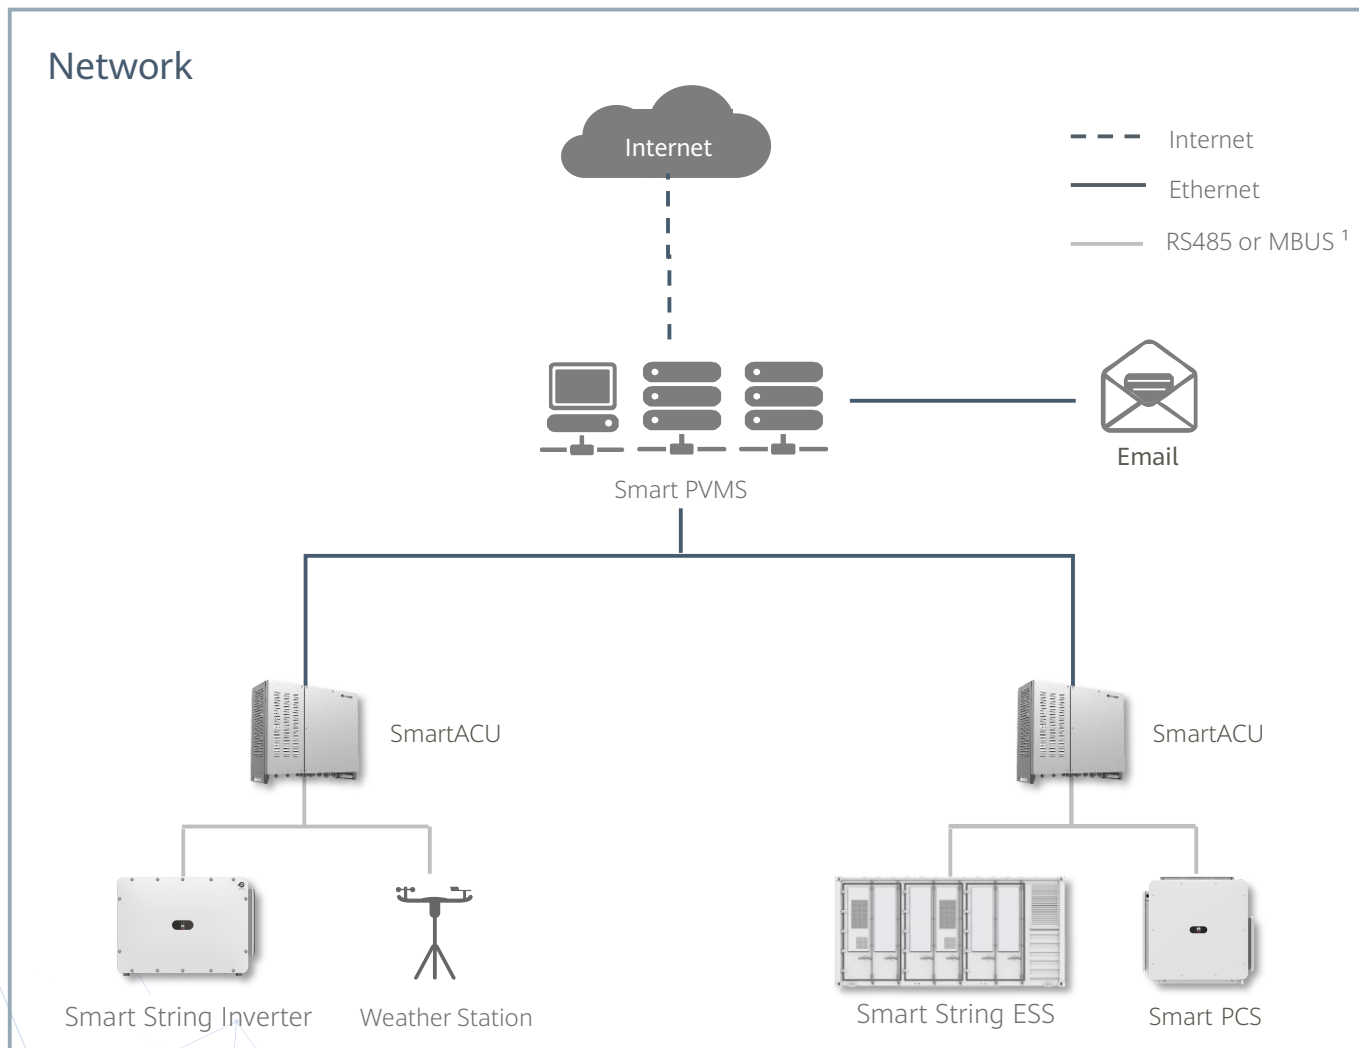 Network
Internet
Internet
Ethernet
RS485 or MBUS ¹
Email
Smart PVMS
SmartACU
SmartACU
Smart String Inverter
Weather Station
Smart String ESS
Smart PCS